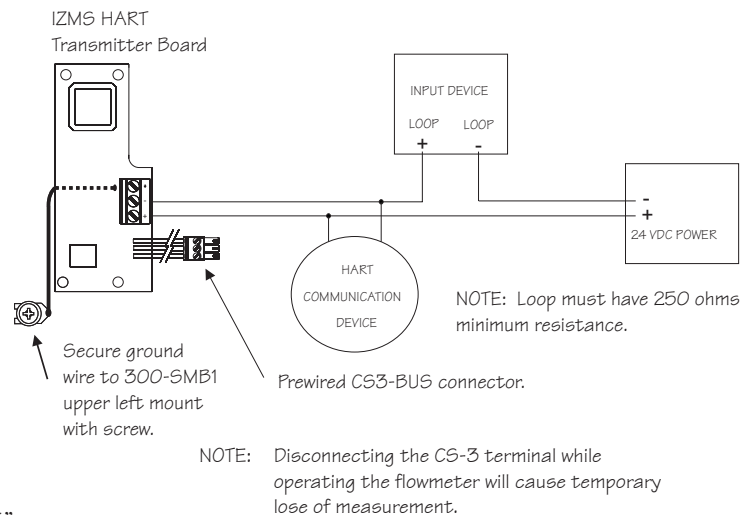 IZMS HART
Transmitter Board
INPUT DEVICE
LOOP LOOP
+ -
-
+
24 VDC POWER
HART
COMMUNICATION
DEVICE
NOTE: Loop must have 250 ohms
minimum resistance.
Secure ground
wire to 300-SMB1
upper left mount
with screw.
Prewired CS3-BUS connector.
NOTE: Disconnecting the CS-3 terminal while
operating the flowmeter will cause temporary
lose of measurement.